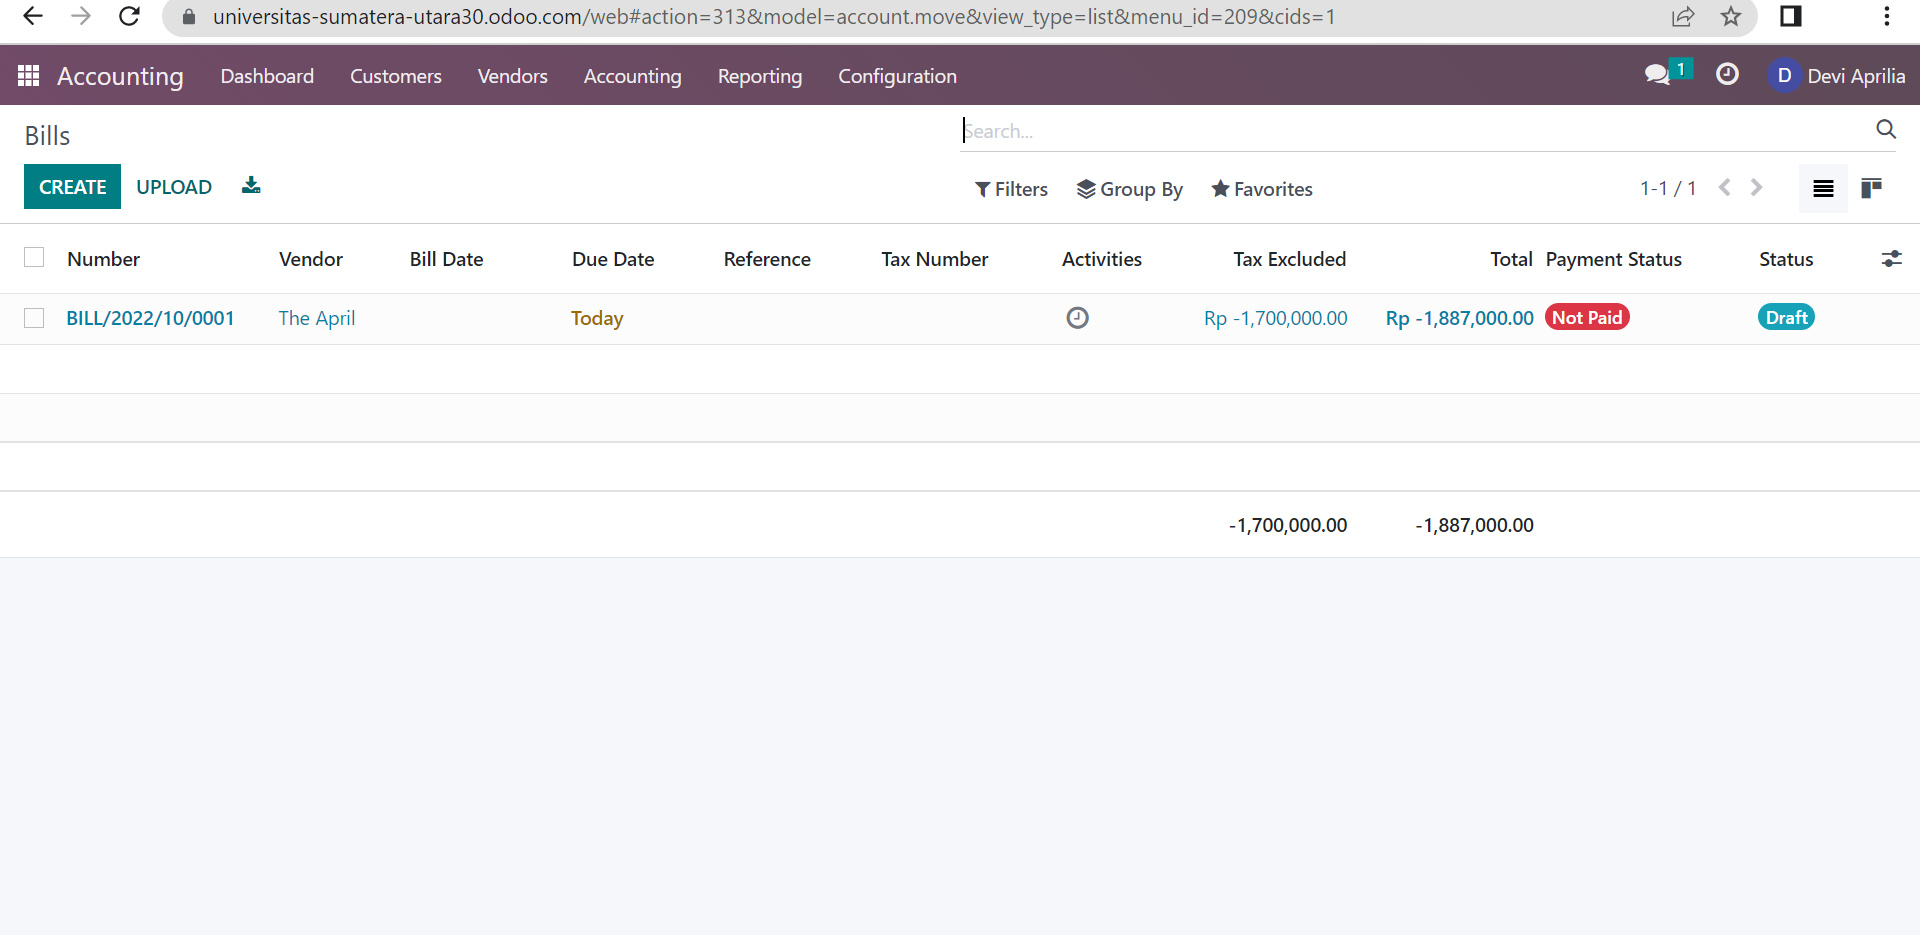 universitas-sumatera-utara30.odoo.com/web#action=313&model=account.move&view_type=list&menu_id=209&cids=1
Accounting Dashboard Customers Vendors Accounting Reporting Configuration 1 D Devi Aprilia
Bills Search...
CREATE UPLOAD Filters Group By Favorites 1-1 / 1
Number Vendor Bill Date Due Date Reference Tax Number Activities Tax Excluded Total Payment Status Status
BILL/2022/10/0001 The April Today Rp -1,700,000.00 Rp -1,887,000.00 Not Paid Draft
-1,700,000.00 -1,887,000.00